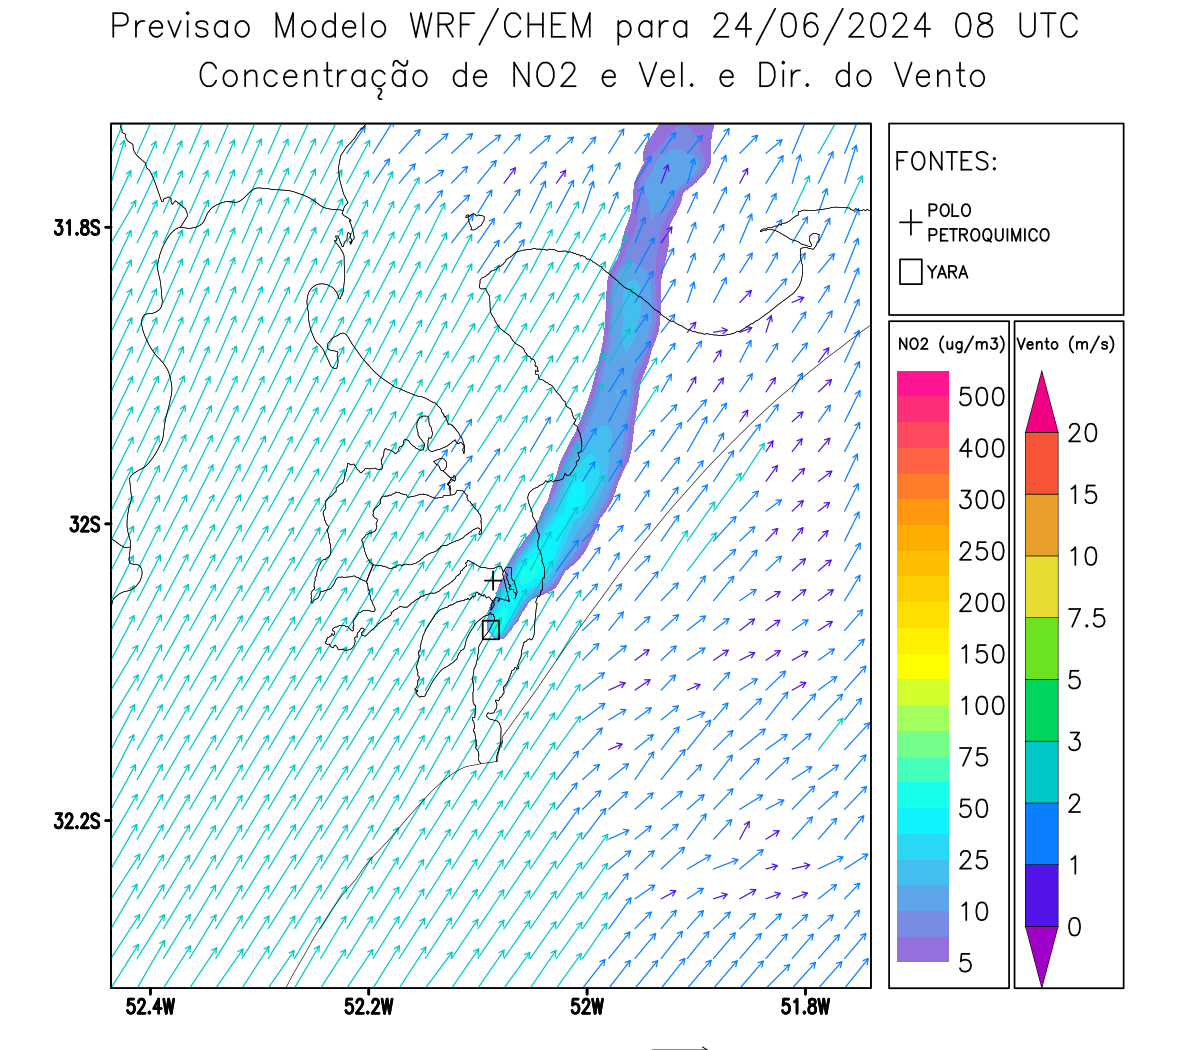 Previsao Modelo WRF/CHEM para 24/06/2024 08 UTC
Concentração de NO2 e Vel. e Dir. do Vento
FONTES:
POLO
PETROQUIMICO
YARA
NO2 (ug/m3)
500
400
300
250
200
150
100
75
50
25
10
5
Vento (m/s)
20
15
10
7.5
5
3
2
1
0
31.8S
32S
32.2S
52.4W
52.2W
52W
51.8W